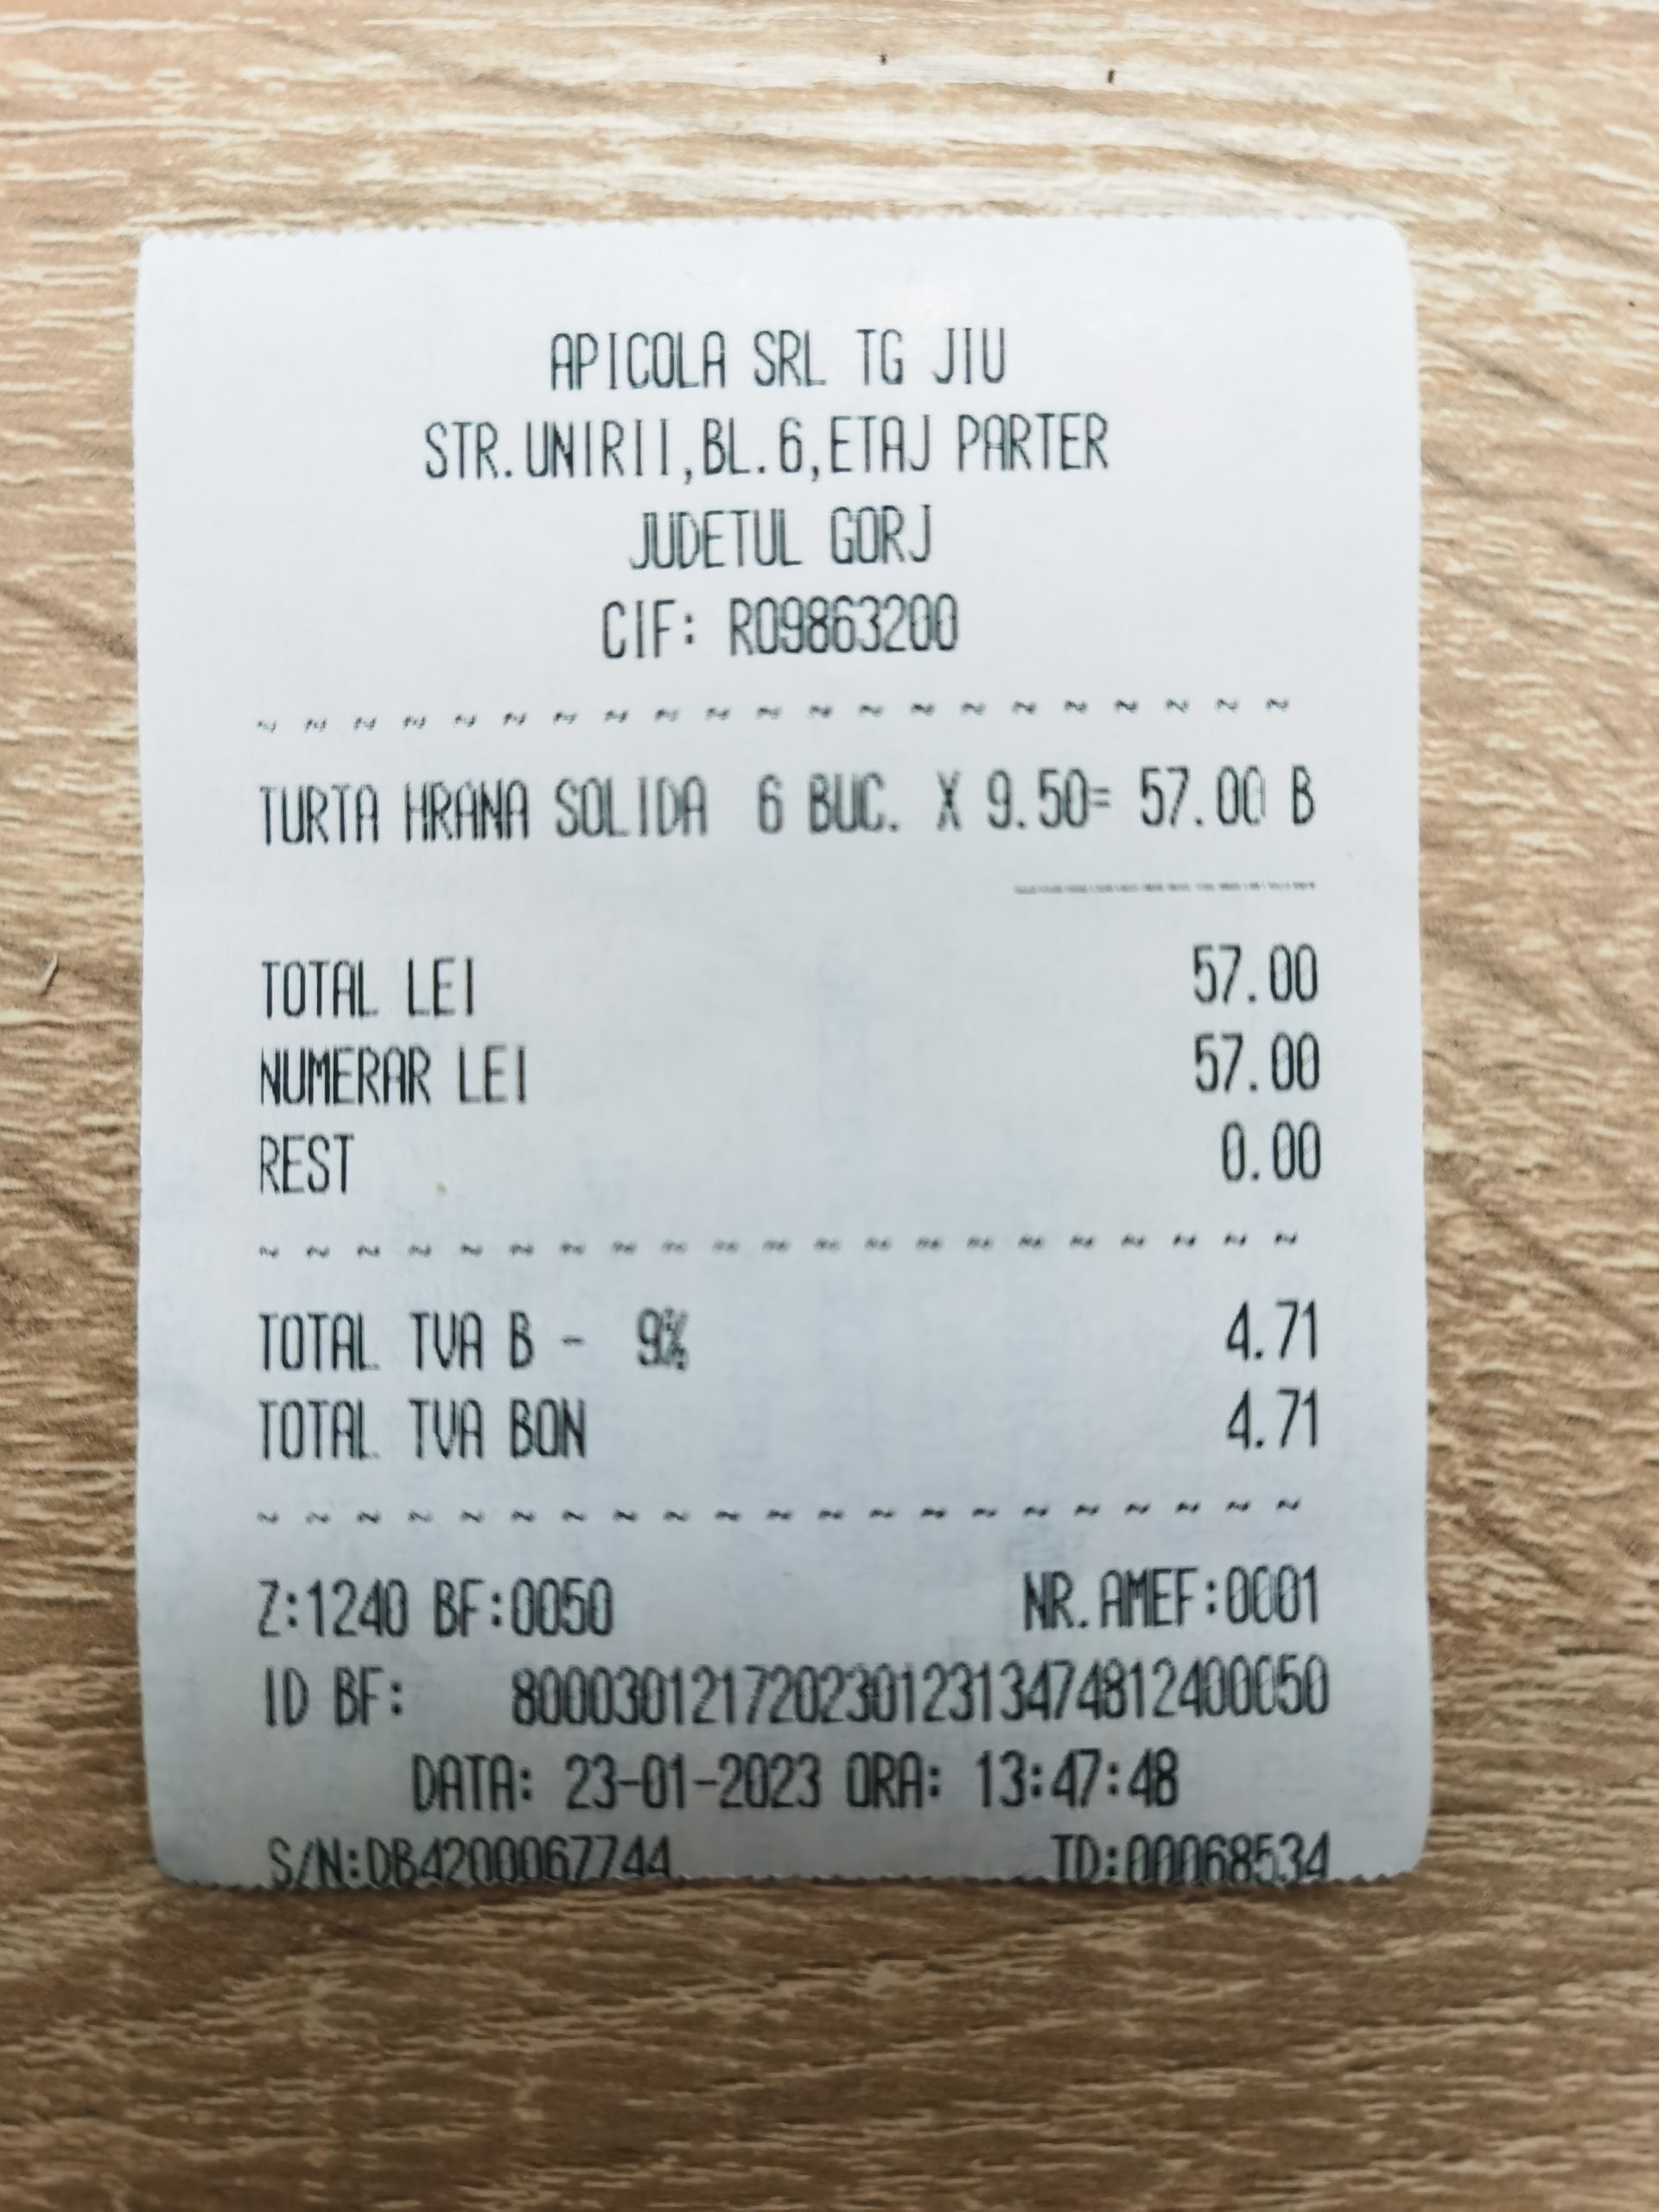 APICOLA SRL TG JIU
STR.UNIRII,BL.6,ETAJ PARTER
JUDETUL GORJ
CIF: RO9863200
~ ~ ~ ~ ~ ~ ~ ~ ~ ~ ~ ~ ~ ~ ~ ~ ~ ~ ~ ~ ~
TURTA HRANA SOLIDA 6 BUC. X 9.50= 57.00 B
TOTAL LEI 57.00
NUMERAR LEI 57.00
REST 0.00
~ ~ ~ ~ ~ ~ ~ ~ ~ ~ ~ ~ ~ ~ ~ ~ ~ ~ ~ ~ ~
TOTAL TVA B - 9% 4.71
TOTAL TVA BON 4.71
~ ~ ~ ~ ~ ~ ~ ~ ~ ~ ~ ~ ~ ~ ~ ~ ~ ~ ~ ~ ~
Z:1240 BF:0050 NR.AMEF:0001
ID BF: 80003012172023012313474812400050
DATA: 23-01-2023 ORA: 13:47:48
S/N:DB4200067744 TD:00068534